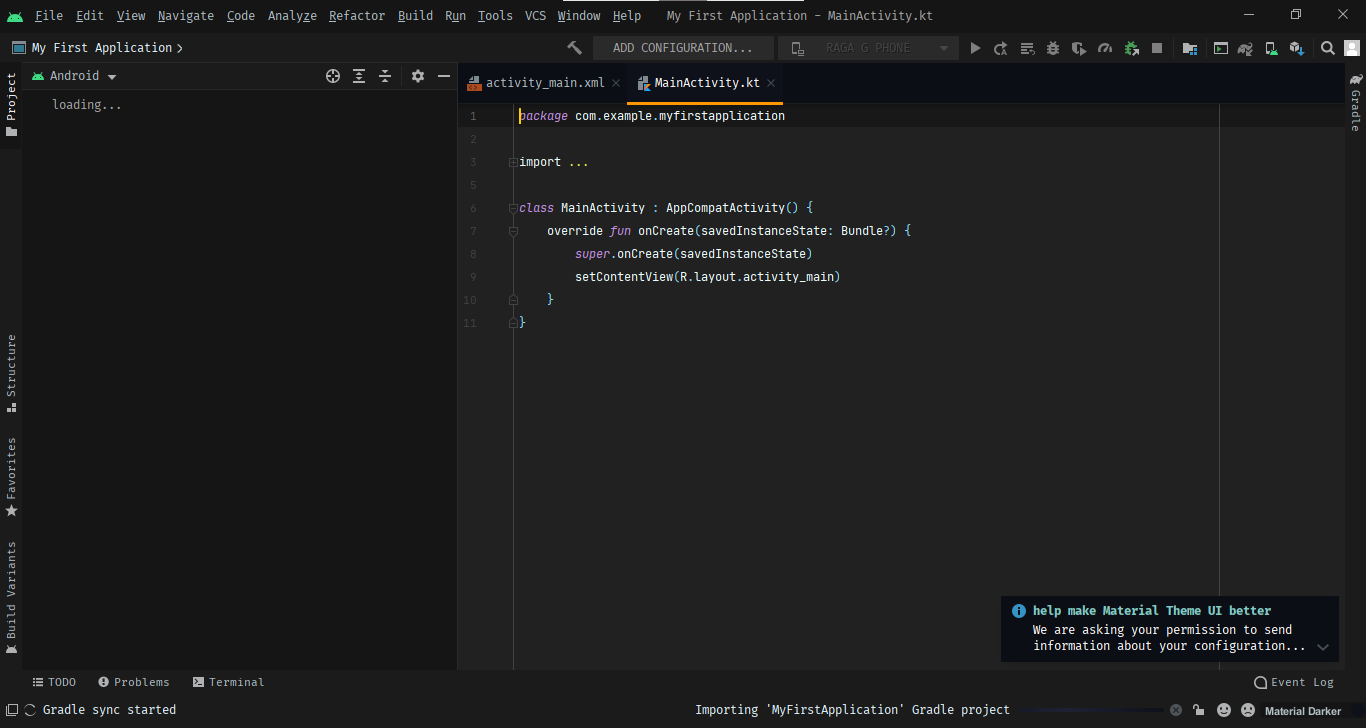 File Edit View Navigate Code Analyze Refactor Build Run Tools VCS Window Help My First Application - MainActivity.kt
My First Application
ADD CONFIGURATION... RAGA G PHONE
Project
Android
loading...
activity_main.xml MainActivity.kt
1 package com.example.myfirstapplication
2
3 import ...
5
6 class MainActivity : AppCompatActivity() {
7 override fun onCreate(savedInstanceState: Bundle?) {
8 super.onCreate(savedInstanceState)
9 setContentView(R.layout.activity_main)
10 }
11 }
Gradle
Structure
Favorites
Build Variants
help make Material Theme UI better
We are asking your permission to send
information about your configuration...
TODO Problems Terminal Event Log
Gradle sync started Importing 'MyFirstApplication' Gradle project Material Darker